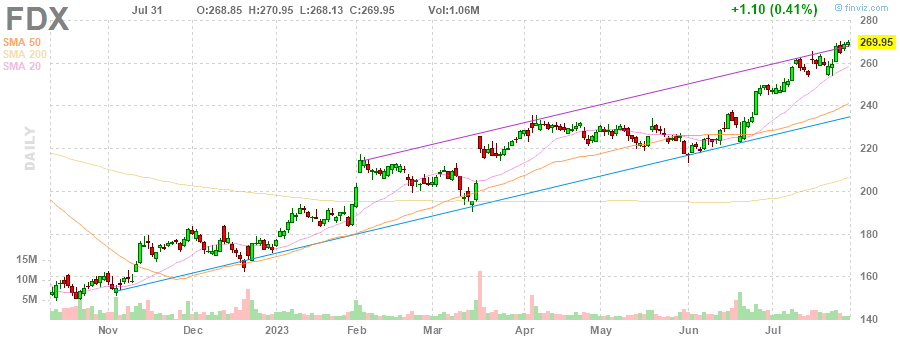 FDX
Jul 31 O:268.85 H:270.95 L:268.13 C:269.95 Vol:1.06M +1.10 (0.41%) © finviz.com
SMA 50
SMA 200
SMA 20
DAILY
280
269.95
260
240
220
200
180
160
140
15M
10M
5M
Nov Dec 2023 Feb Mar Apr May Jun Jul